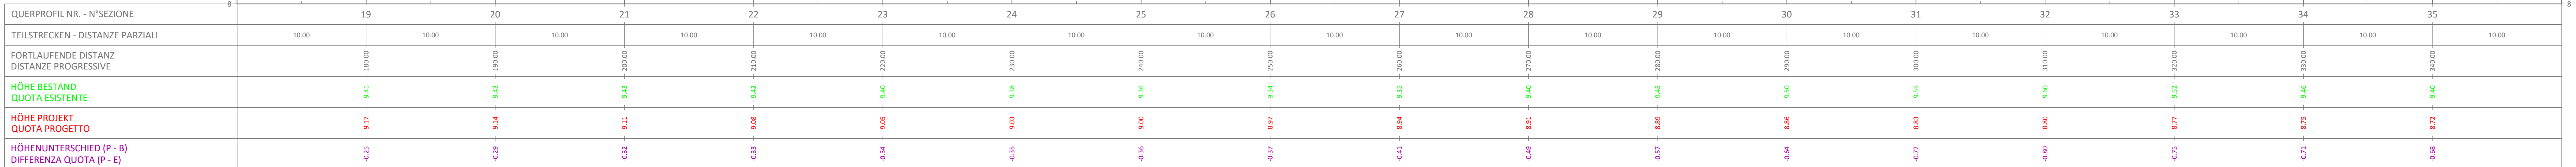 8 8
QUERPROFIL NR. - N°SEZIONE 19 20 21 22 23 24 25 26 27 28 29 30 31 32 33 34 35
TEILSTRECKEN - DISTANZE PARZIALI 10.00 10.00 10.00 10.00 10.00 10.00 10.00 10.00 10.00 10.00 10.00 10.00 10.00 10.00 10.00 10.00 10.00 10.00
FORTLAUFENDE DISTANZ
DISTANZE PROGRESSIVE 180.00 190.00 200.00 210.00 220.00 230.00 240.00 250.00 260.00 270.00 280.00 290.00 300.00 310.00 320.00 330.00 340.00
HÖHE BESTAND
QUOTA ESISTENTE 9.41 9.43 9.43 9.42 9.40 9.38 9.36 9.34 9.35 9.40 9.45 9.50 9.55 9.60 9.52 9.46 9.40
HÖHE PROJEKT
QUOTA PROGETTO 9.17 9.14 9.11 9.08 9.05 9.03 9.00 8.97 8.94 8.91 8.89 8.86 8.83 8.80 8.77 8.75 8.72
HÖHENUNTERSCHIED (P - B)
DIFFERENZA QUOTA (P - E) -0.25 -0.29 -0.32 -0.33 -0.34 -0.35 -0.36 -0.37 -0.41 -0.49 -0.57 -0.64 -0.72 -0.80 -0.75 -0.71 -0.68